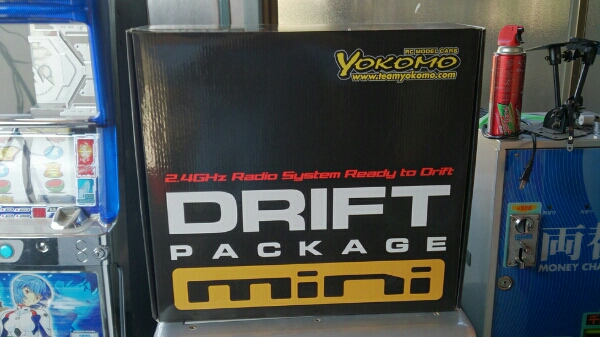 RC MODEL CARS
YOKOMO
www.teamyokomo.com
2.4GHz Radio System Ready to Drift
DRIFT
PACKAGE
mini
両替
MONEY CHA